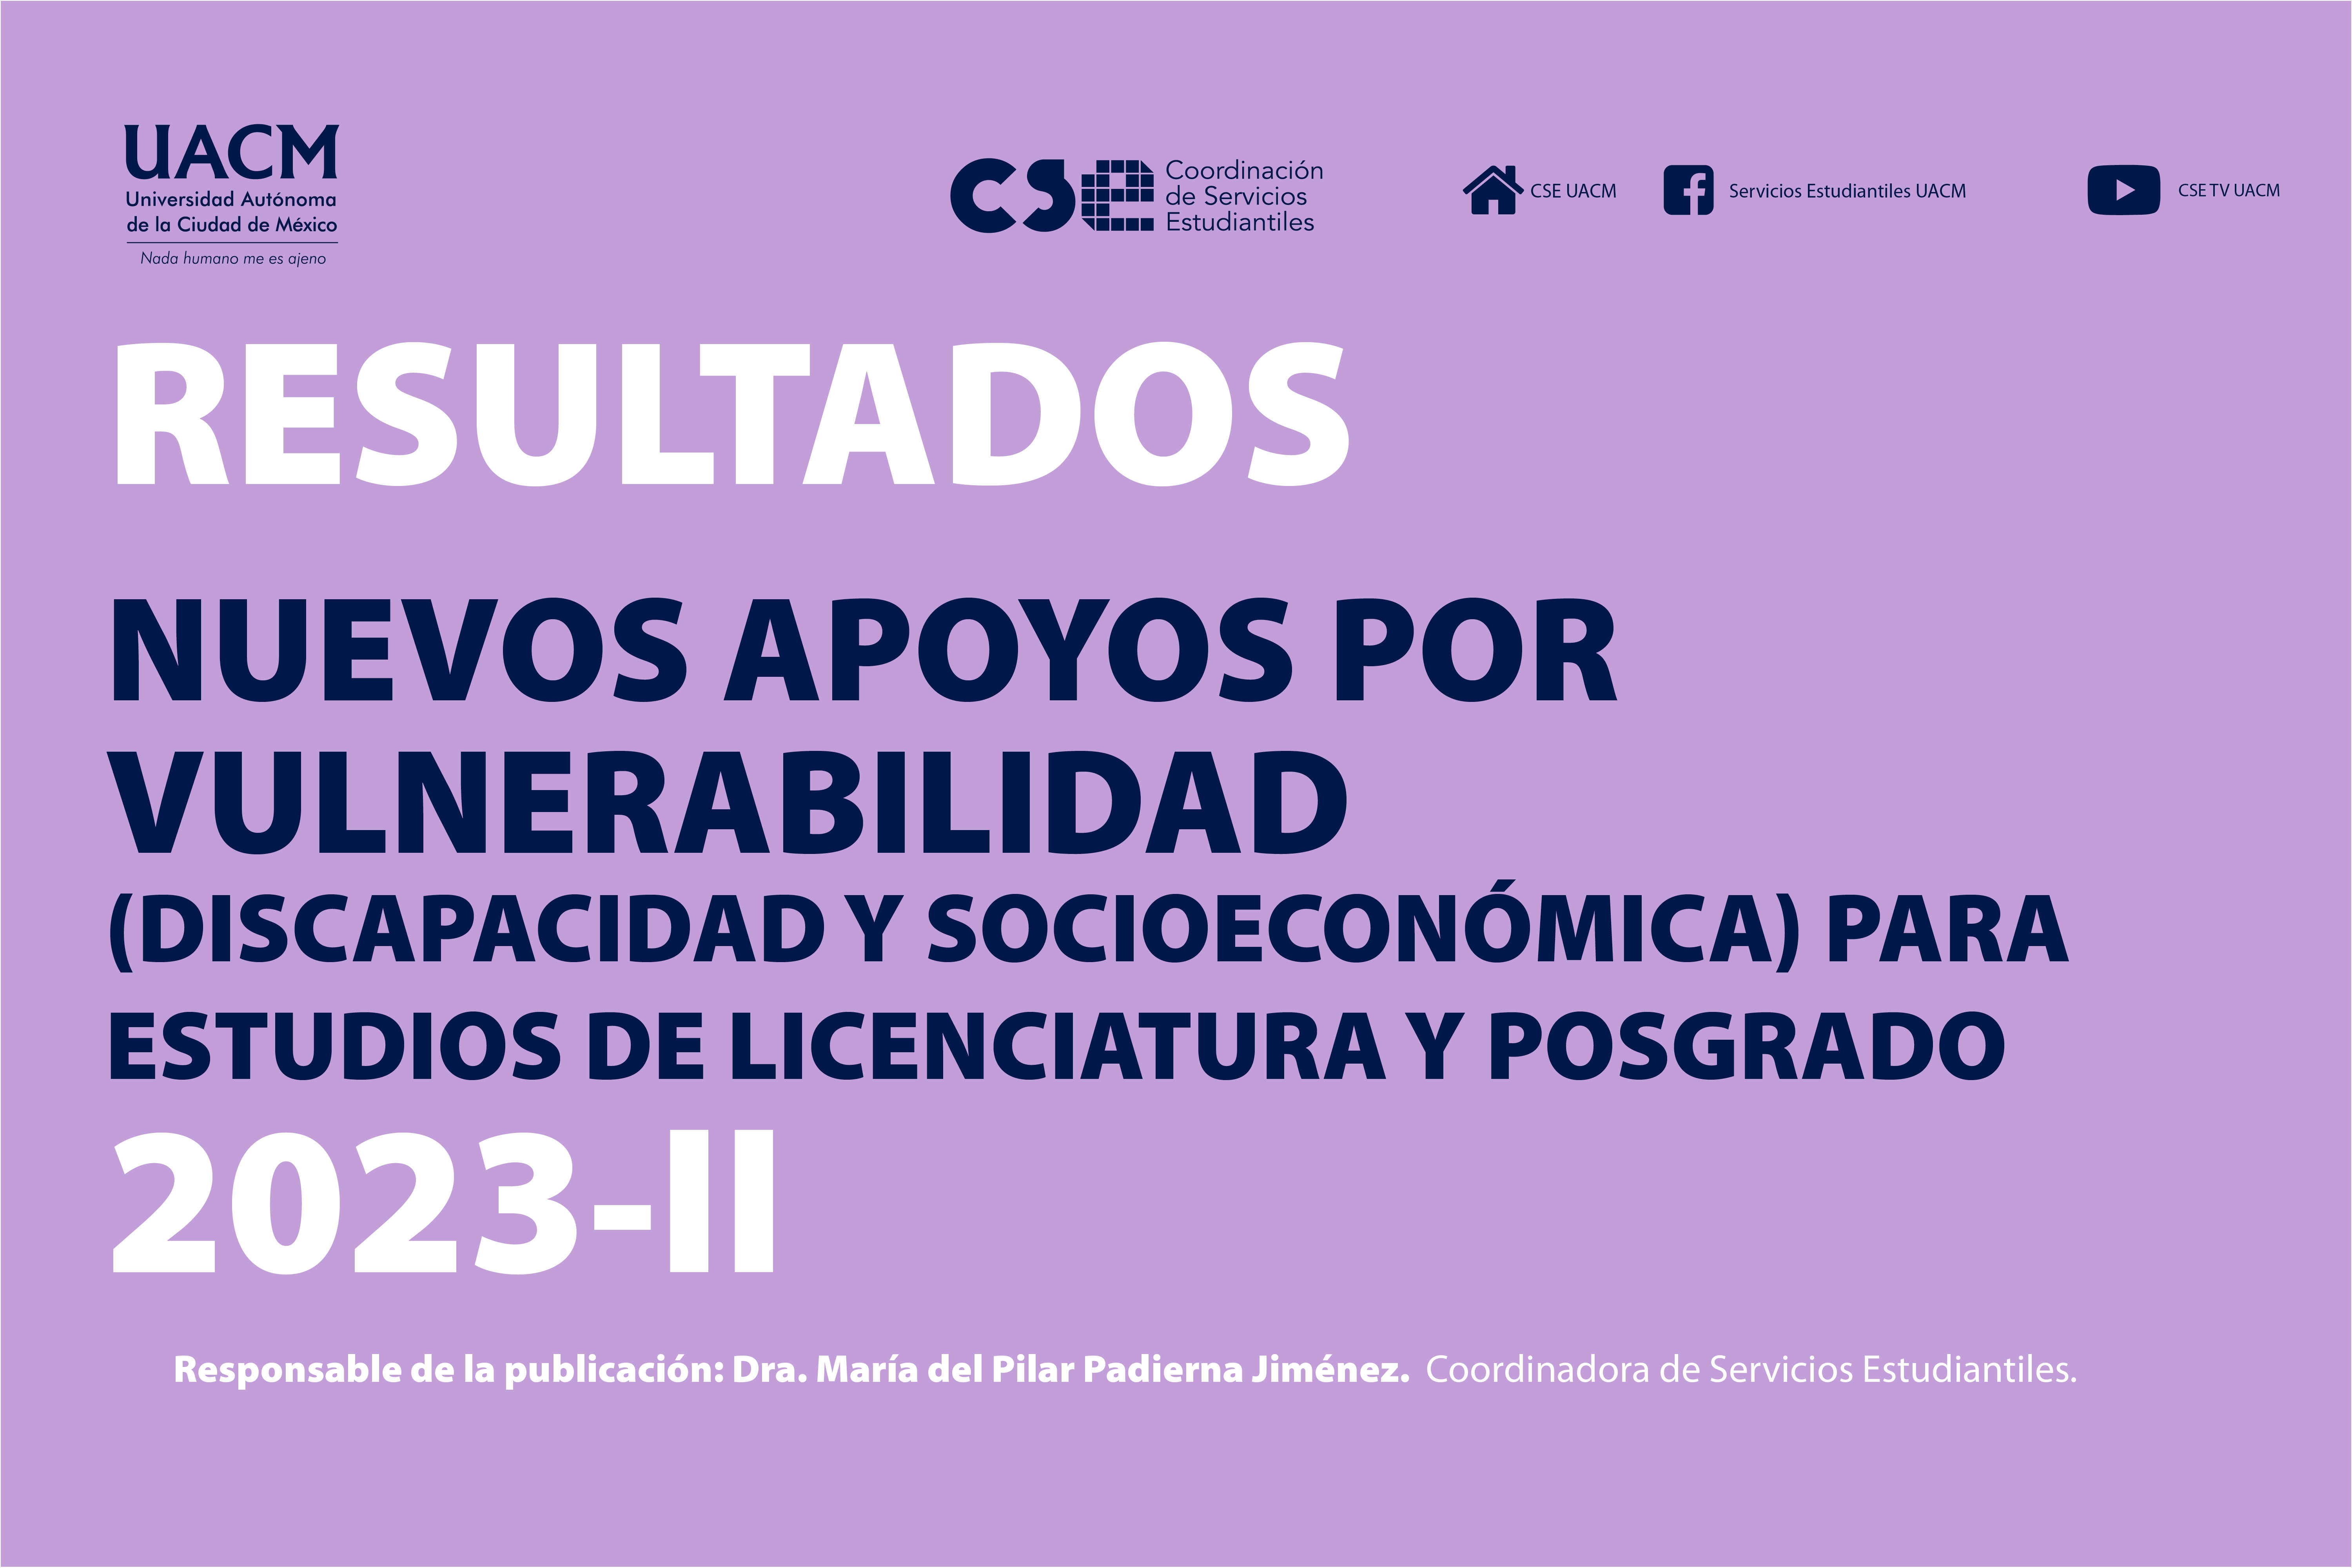 UACM
Universidad Autónoma
de la Ciudad de México
Nada humano me es ajeno
cse
Coordinación
de Servicios
Estudiantiles
CSE UACM
Servicios Estudiantiles UACM
CSE TV UACM
RESULTADOS
NUEVOS APOYOS POR
VULNERABILIDAD
(DISCAPACIDAD Y SOCIOECONÓMICA) PARA
ESTUDIOS DE LICENCIATURA Y POSGRADO
2023-II
Responsable de la publicación: Dra. María del Pilar Padierna Jiménez. Coordinadora de Servicios Estudiantiles.